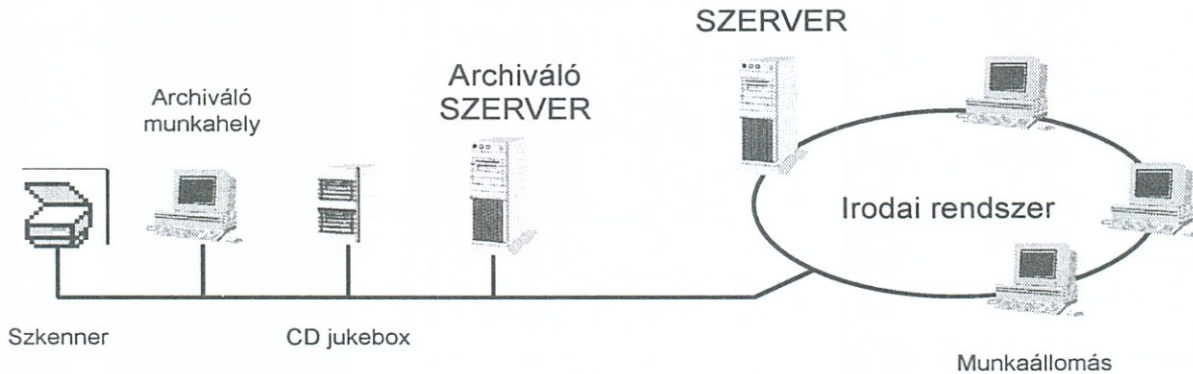 SZERVER
Archiváló
SZERVER
Archiváló
munkahely
Irodai rendszer
Szkenner
CD jukebox
Munkaállomás